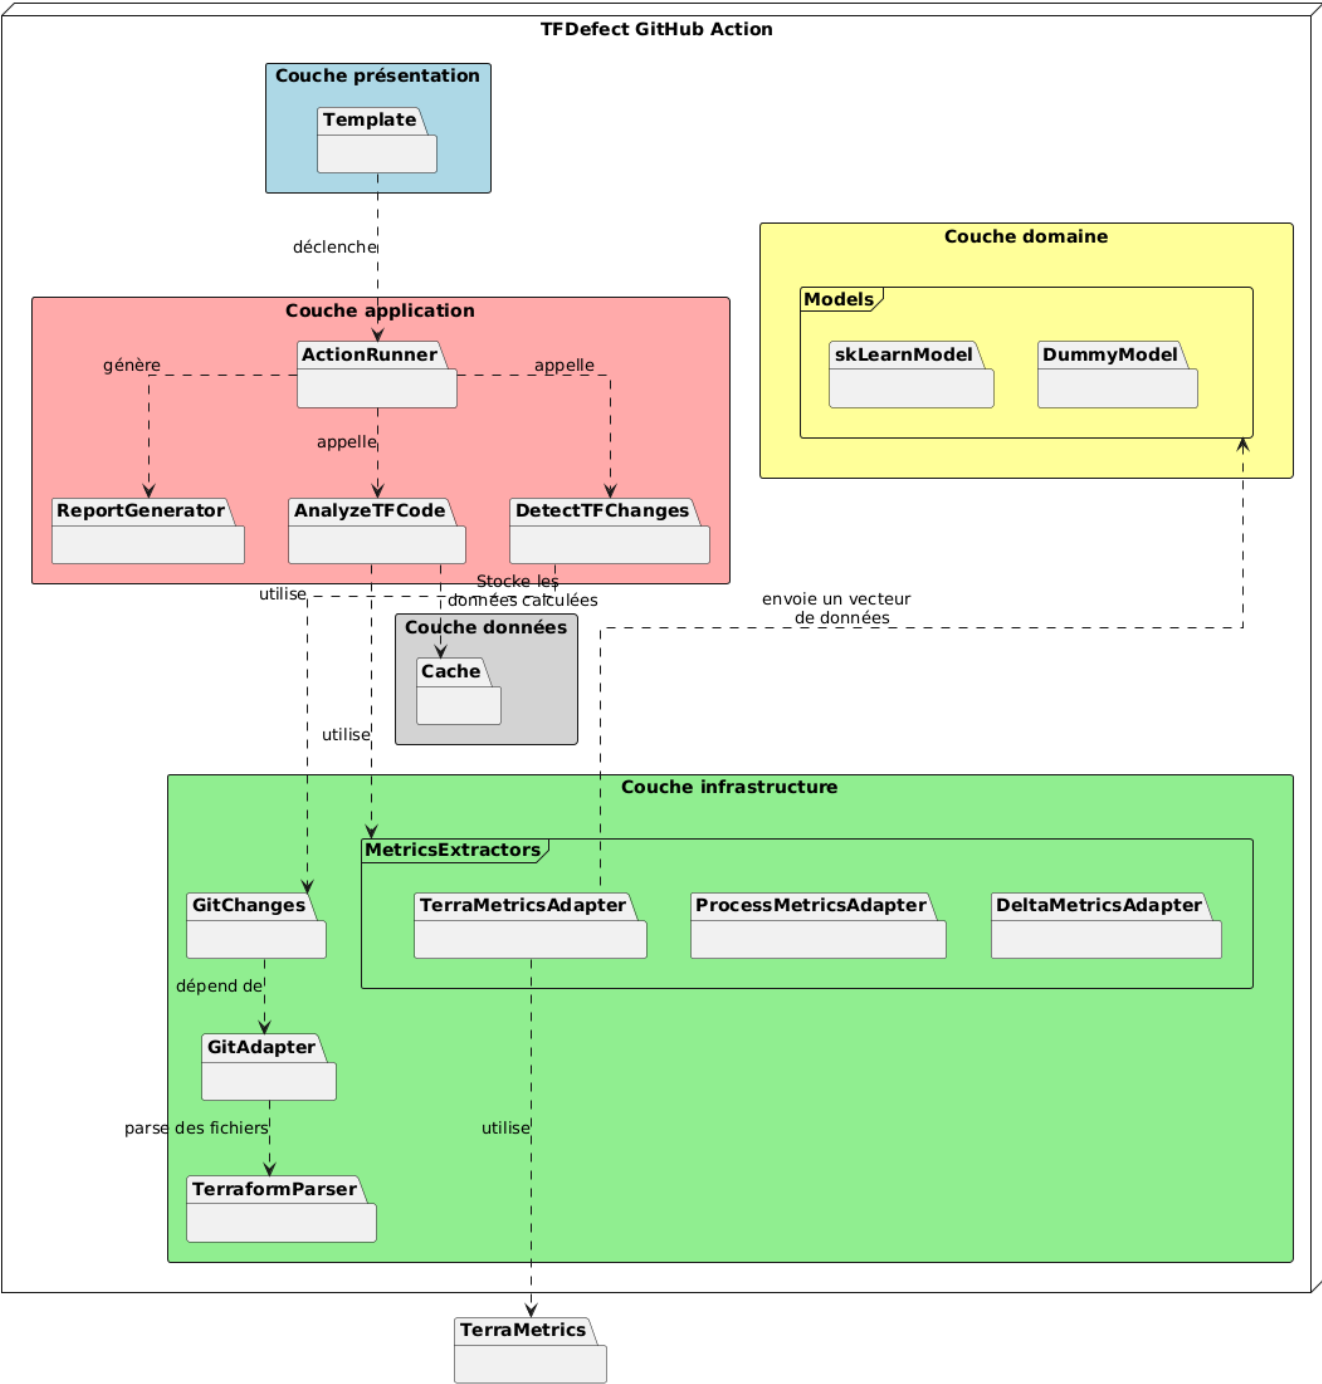 TFDefect GitHub Action
Couche présentation
Template
déclenche
Couche domaine
Models
skLearnModel
DummyModel
Couche application
ActionRunner
génère
appelle
appelle
ReportGenerator
AnalyzeTFCode
DetectTFChanges
utilise
Stocke les
données calculées
envoie un vecteur
de données
Couche données
Cache
utilise
Couche infrastructure
MetricsExtractors
GitChanges
TerraMetricsAdapter
ProcessMetricsAdapter
DeltaMetricsAdapter
dépend de
GitAdapter
parse des fichiers
utilise
TerraformParser
TerraMetrics